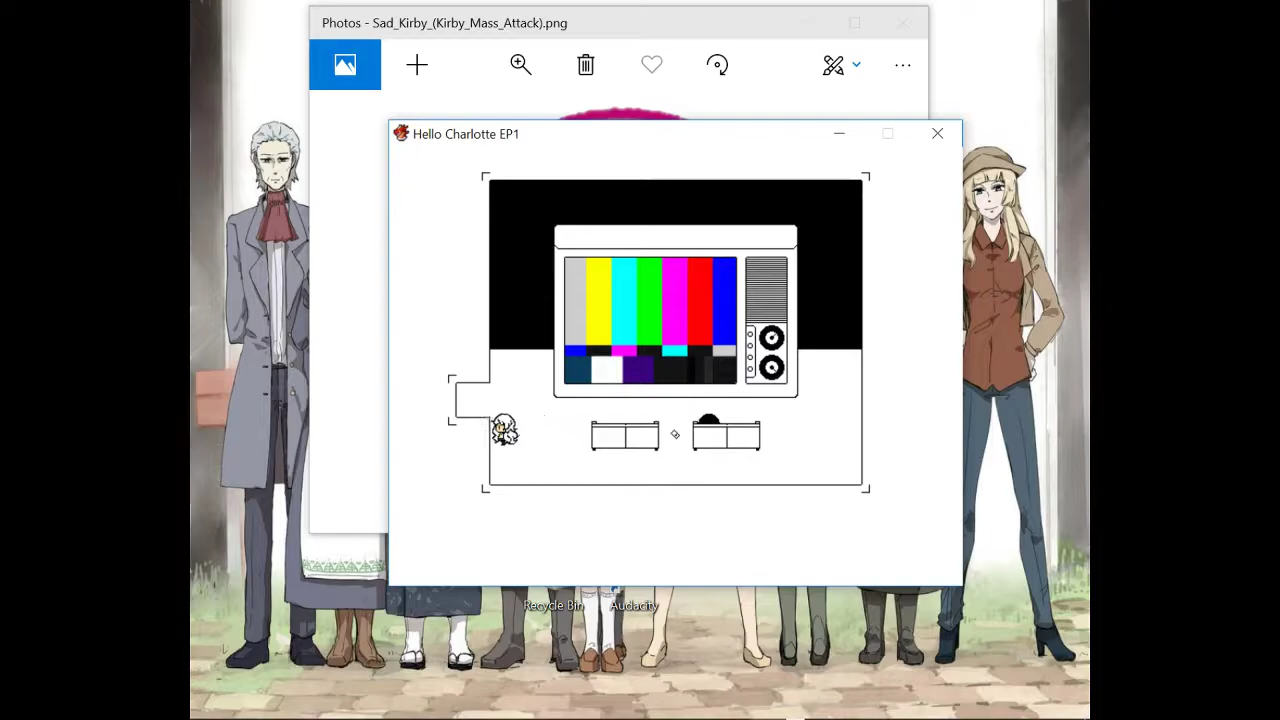 Photos - Sad_Kirby_(Kirby_Mass_Attack).png
Hello Charlotte EP1
Recycle Bin
Audacity